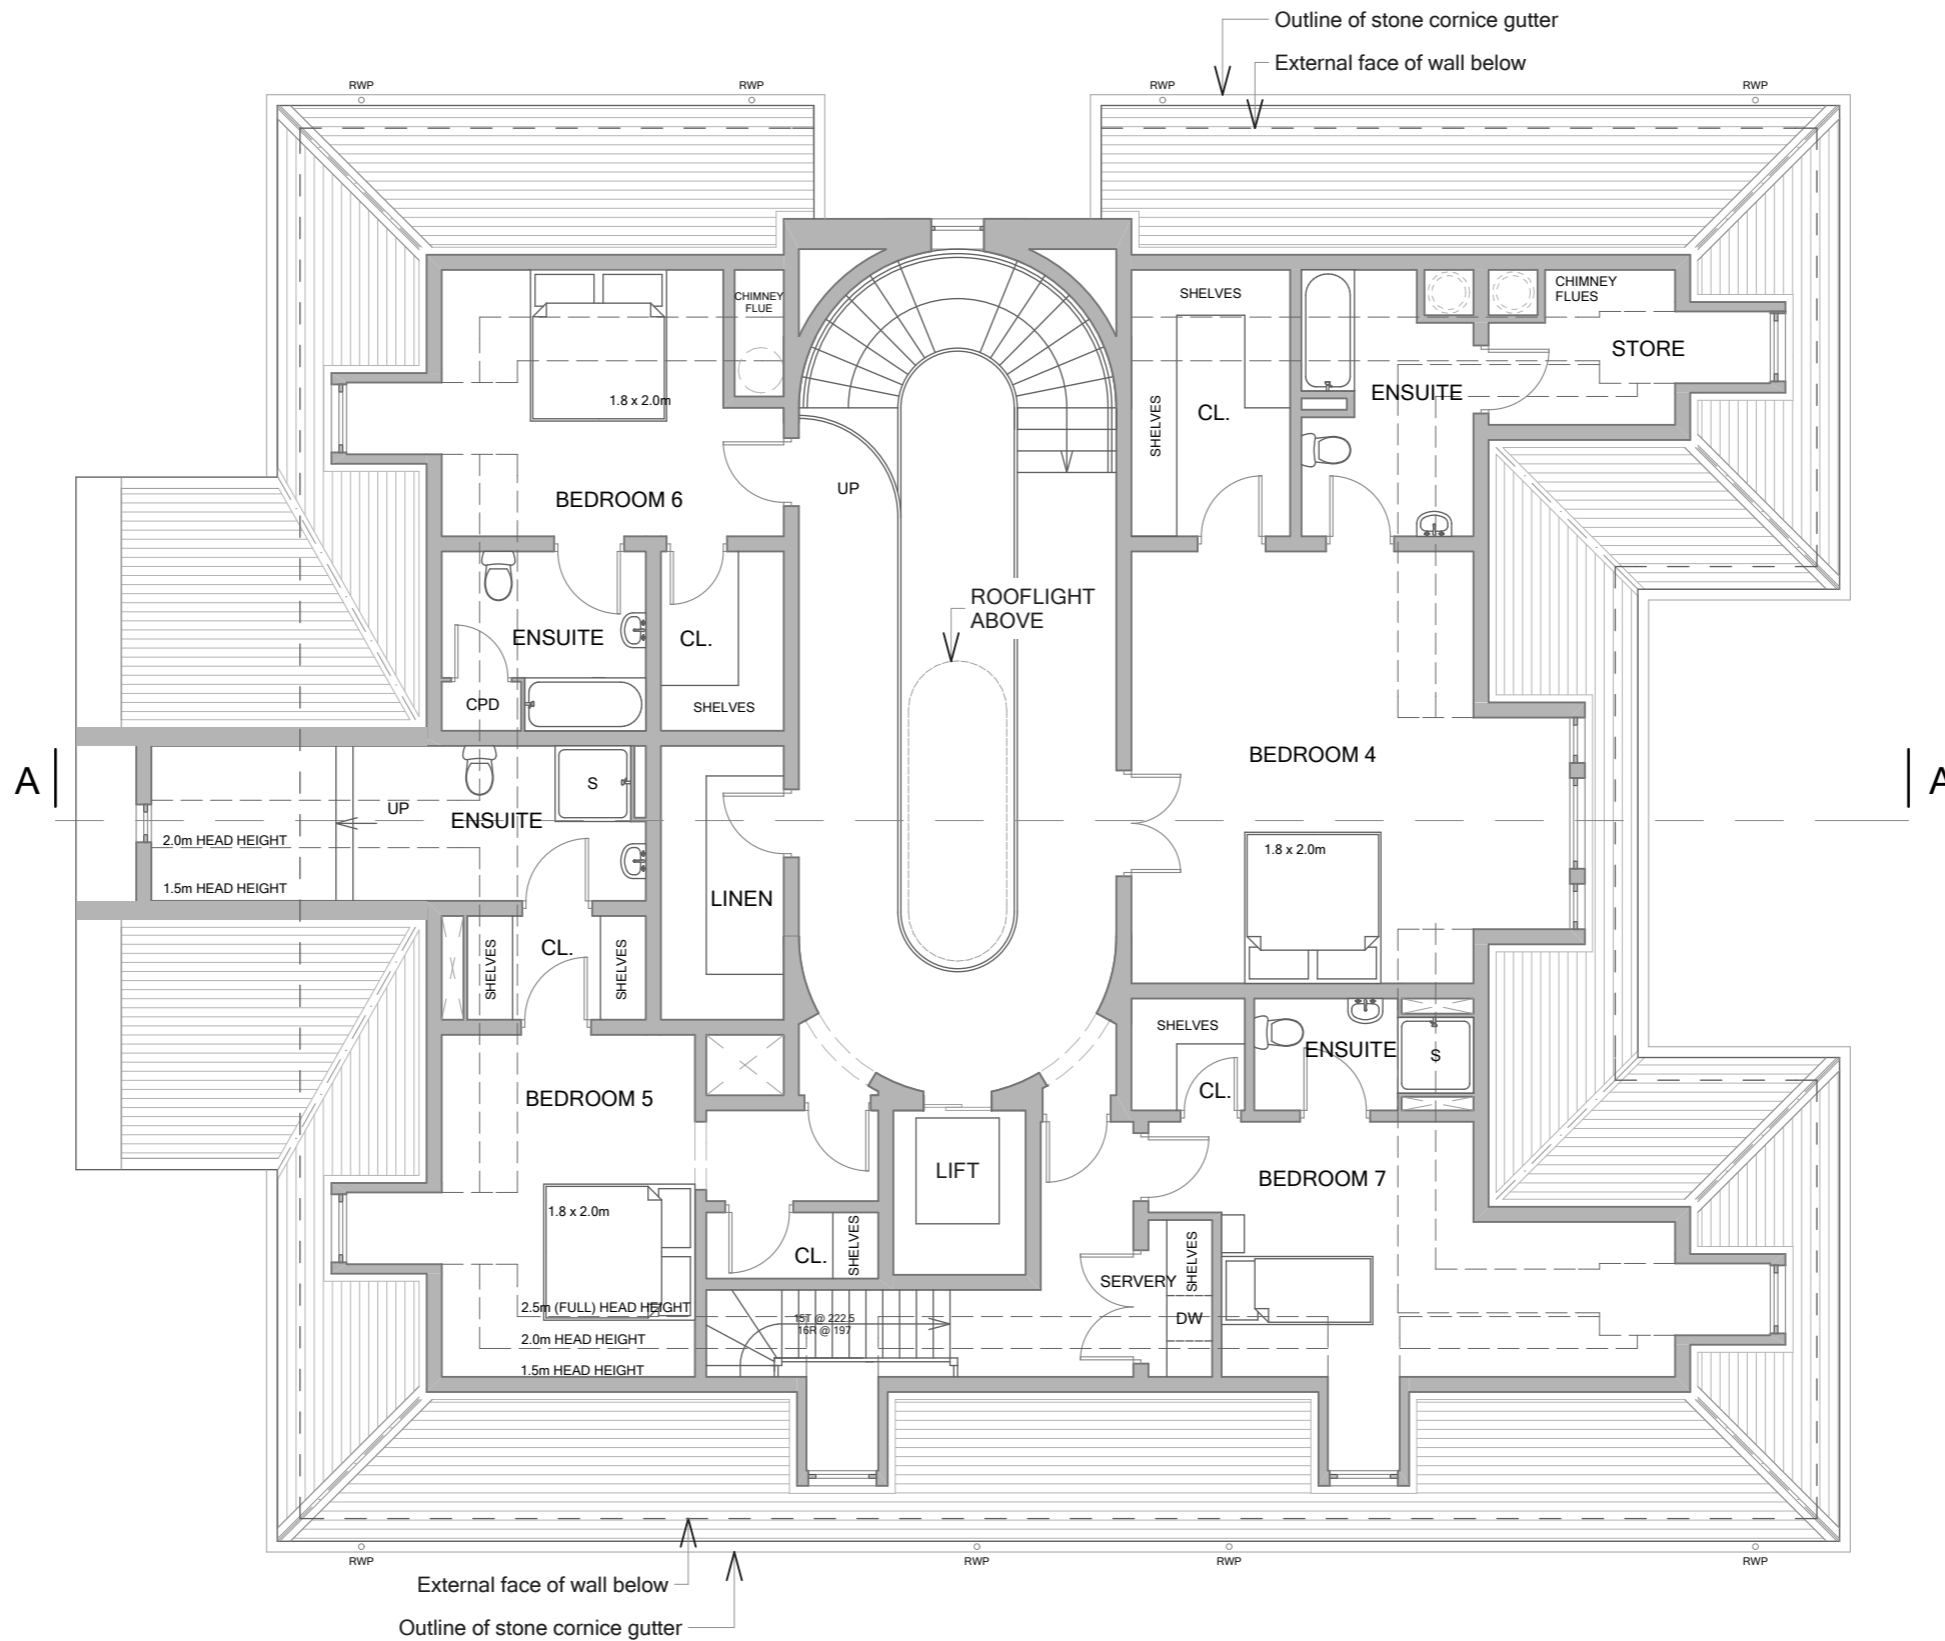 Outline of stone cornice gutter
External face of wall below
RWP
RWP
RWP
RWP
CHIMNEY
FLUE
SHELVES
CHIMNEY
FLUES
STORE
1.8 x 2.0m
ENSUITE
CL.
SHELVES
BEDROOM 6
UP
ROOFLIGHT
ABOVE
ENSUITE
CL.
CPD
SHELVES
BEDROOM 4
A
A
S
UP
ENSUITE
2.0m HEAD HEIGHT
1.5m HEAD HEIGHT
1.8 x 2.0m
LINEN
CL.
SHELVES
SHELVES
SHELVES
ENSUITE
S
CL.
BEDROOM 5
LIFT
BEDROOM 7
1.8 x 2.0m
CL.
SHELVES
SERVERY
SHELVES
DW
2.5m (FULL) HEAD HEIGHT
15T @ 222.5
16R @ 197
2.0m HEAD HEIGHT
1.5m HEAD HEIGHT
RWP
RWP
RWP
RWP
External face of wall below
Outline of stone cornice gutter